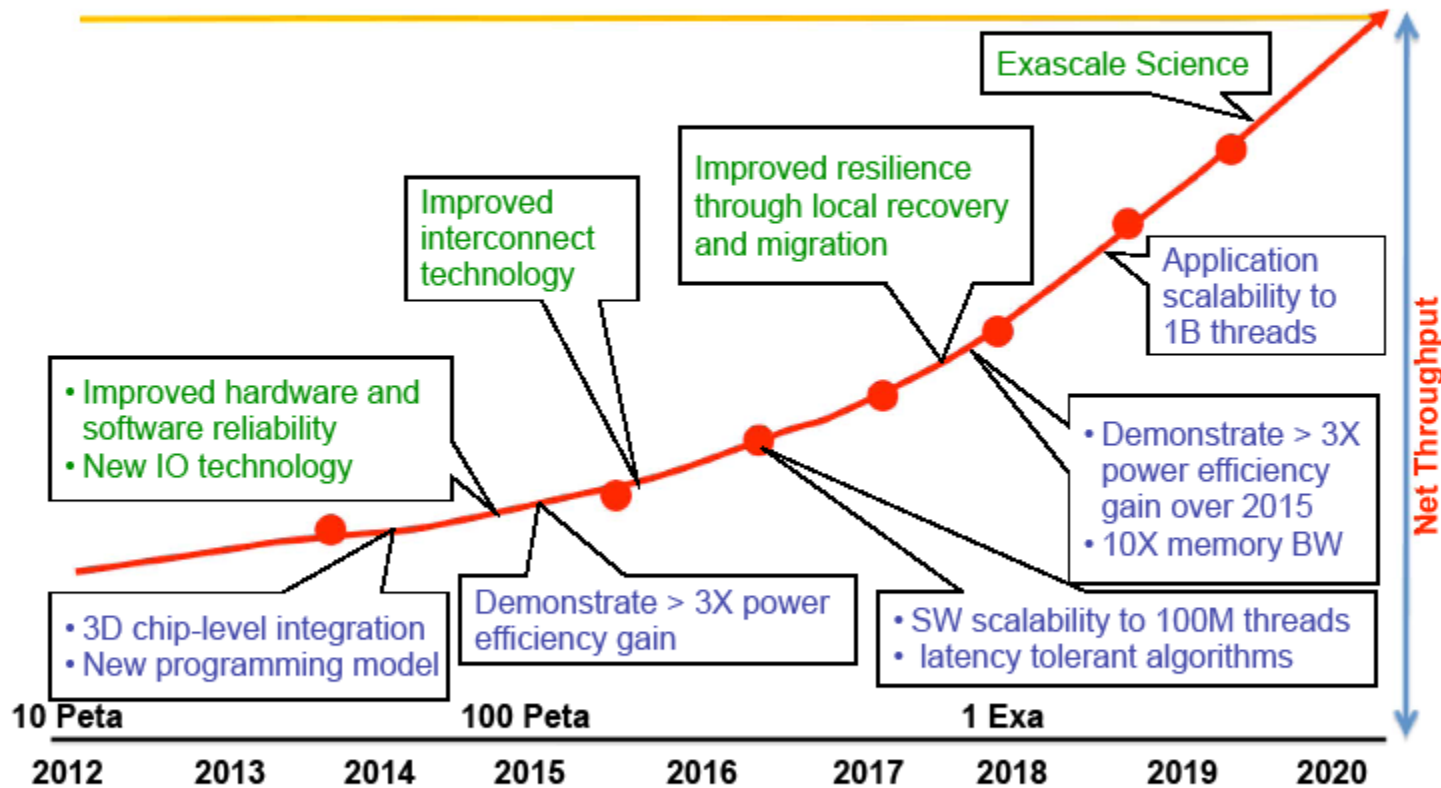 Exascale Science
Improved resilience
through local recovery
and migration
Improved
interconnect
technology
Application
scalability to
1B threads
Net Throughput
• Improved hardware and
software reliability
• New IO technology
• Demonstrate > 3X
power efficiency
gain over 2015
• 10X memory BW
• 3D chip-level integration
• New programming model
Demonstrate > 3X power
efficiency gain
• SW scalability to 100M threads
• latency tolerant algorithms
10 Peta 100 Peta 1 Exa
2012 2013 2014 2015 2016 2017 2018 2019 2020